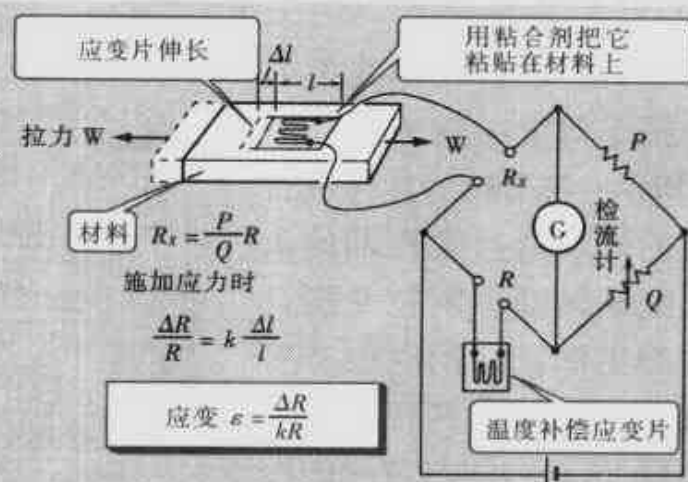 应变片伸长
Δl
l
用粘合剂把它
粘贴在材料上
拉力 W
W
P
Rx
G
检流计
材料
Rx = P/Q R
R
Q
施加应力时
ΔR/R = k Δl/l
应变 ε = ΔR/kR
温度补偿应变片